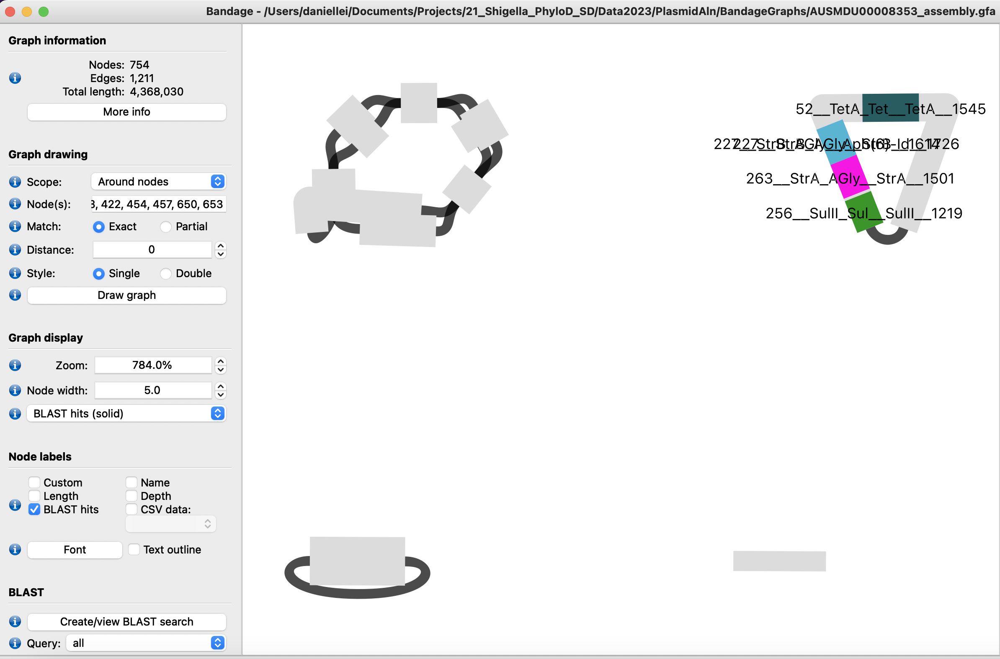 Bandage - /Users/daniellei/Documents/Projects/21_Shigella_PhyloD_SD/Data2023/PlasmidAln/BandageGraphs/AUSMDU00008353_assembly.gfa
Graph information
Nodes: 754
Edges: 1,211
Total length: 4,368,030
More info
Graph drawing
Scope: Around nodes
Node(s): 3, 422, 454, 457, 650, 653
Match: Exact Partial
Distance: 0
Style: Single Double
Draw graph
Graph display
Zoom: 784.0%
Node width: 5.0
BLAST hits (solid)
Node labels
Custom Name
Length Depth
BLAST hits CSV data:
Font Text outline
BLAST
Create/view BLAST search
Query: all
52__TetA_Tet__TetA__1545
263__StrA_AGly__StrA__1501
256__SulII_Sul__SulII__1219